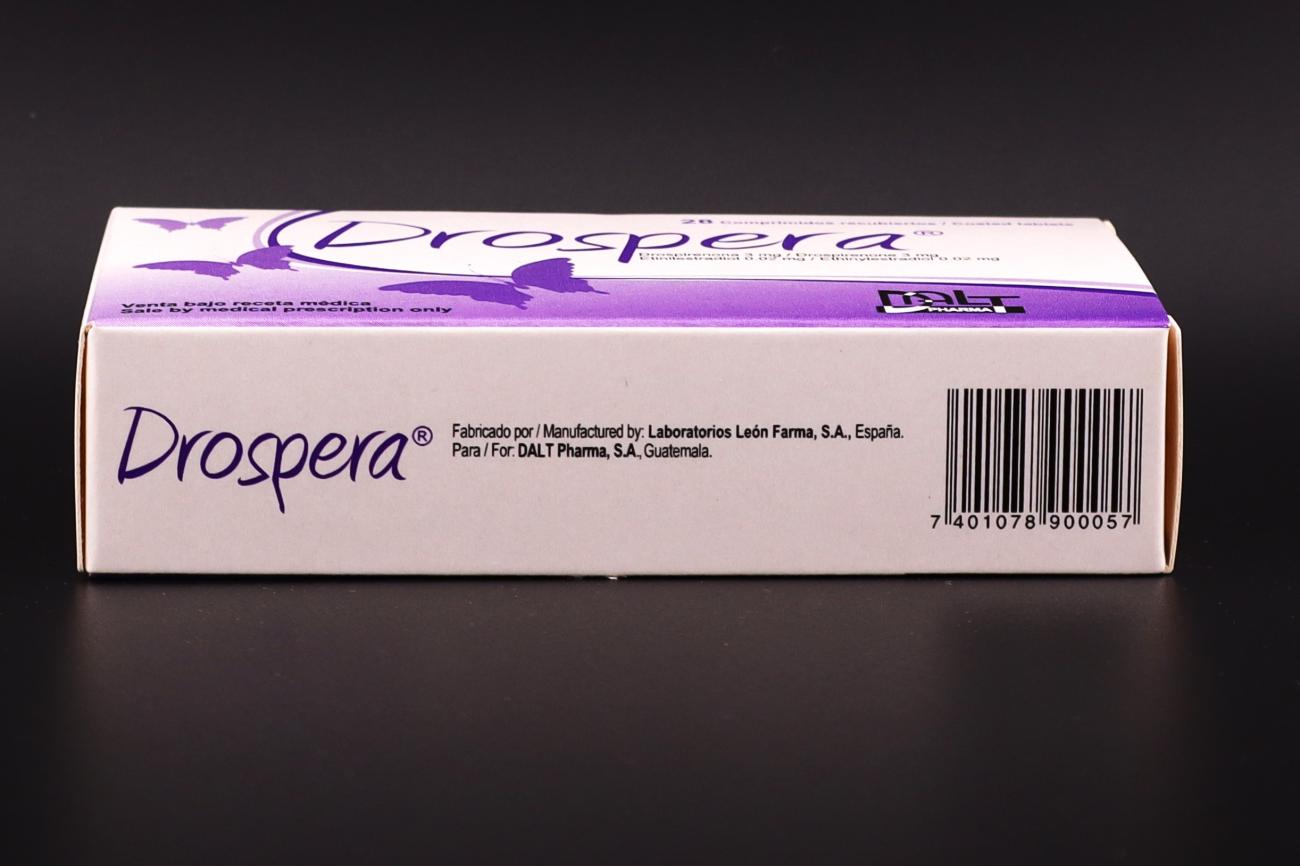 28 Comprimidos recubiertos / Coated tablets
Drospera®
Drospirenona 3 mg / Drospirenone 3 mg
Etinilestradiol 0.02 mg / Ethinylestradiol 0.02 mg
Venta bajo receta médica
Sale by medical prescription only
DALT
PHARMA
Drospera®
Fabricado por / Manufactured by: Laboratorios León Farma, S.A., España.
Para / For: DALT Pharma, S.A., Guatemala.
7 401078 900057